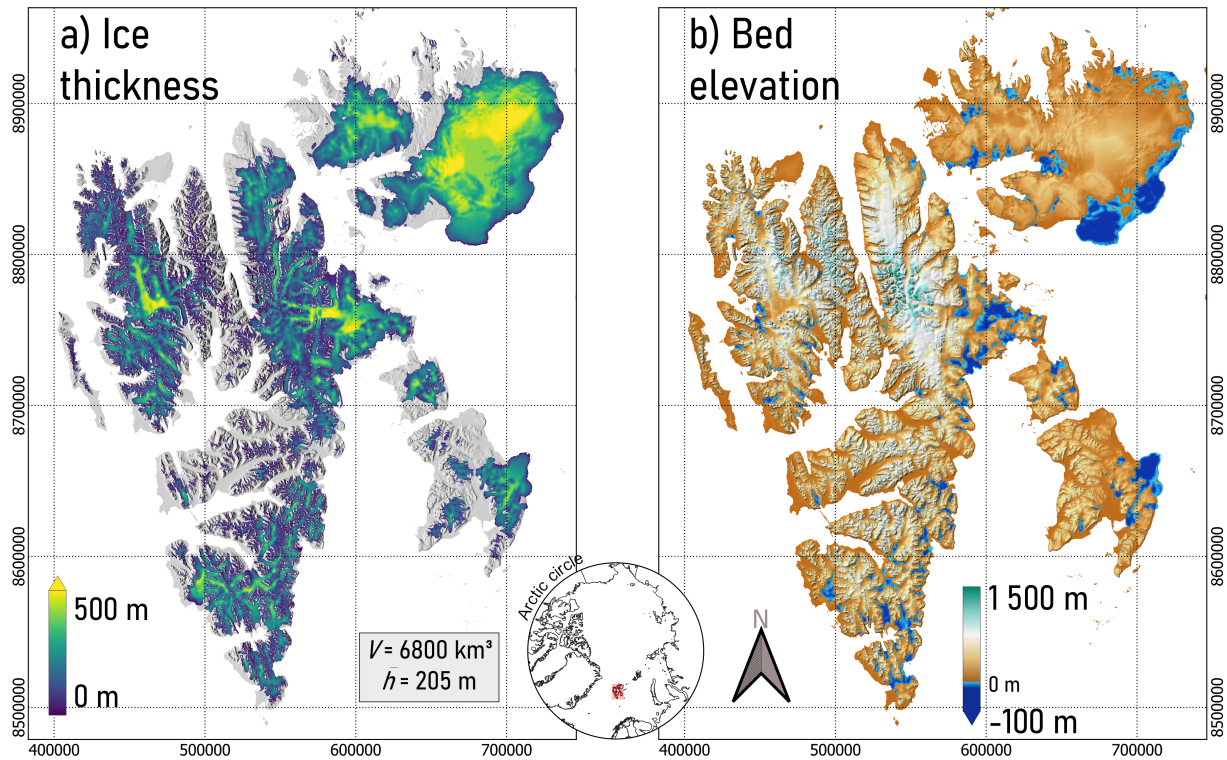 a) Ice
thickness
b) Bed
elevation
8900000
8800000
8700000
8600000
8500000
8900000
8800000
8700000
8600000
8500000
500 m
0 m
V = 6800 km³
h̄ = 205 m
Arctic circle
N
1 500 m
0 m
-100 m
400000 500000 600000 700000
400000 500000 600000 700000